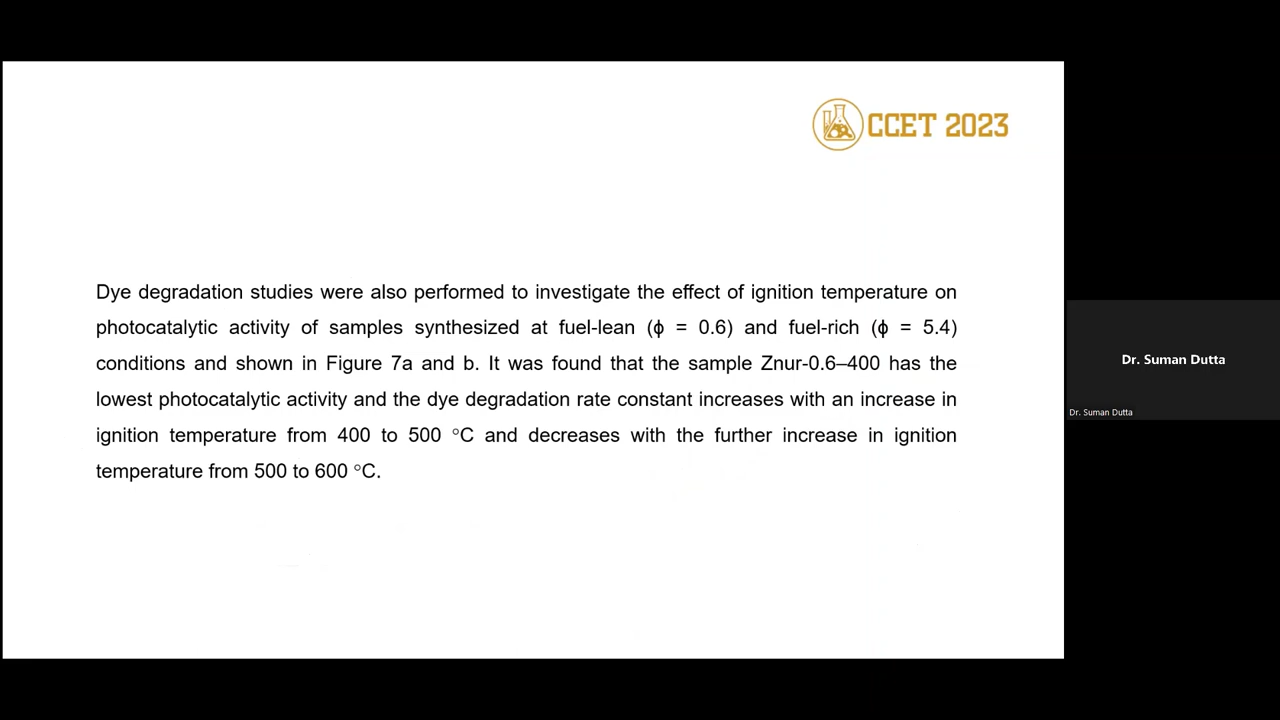 CCET 2023
Dye degradation studies were also performed to investigate the effect of ignition temperature on
photocatalytic activity of samples synthesized at fuel-lean (ϕ = 0.6) and fuel-rich (ϕ = 5.4)
conditions and shown in Figure 7a and b. It was found that the sample Znur-0.6–400 has the
lowest photocatalytic activity and the dye degradation rate constant increases with an increase in
ignition temperature from 400 to 500 °C and decreases with the further increase in ignition
temperature from 500 to 600 °C.
Dr. Suman Dutta
Dr. Suman Dutta